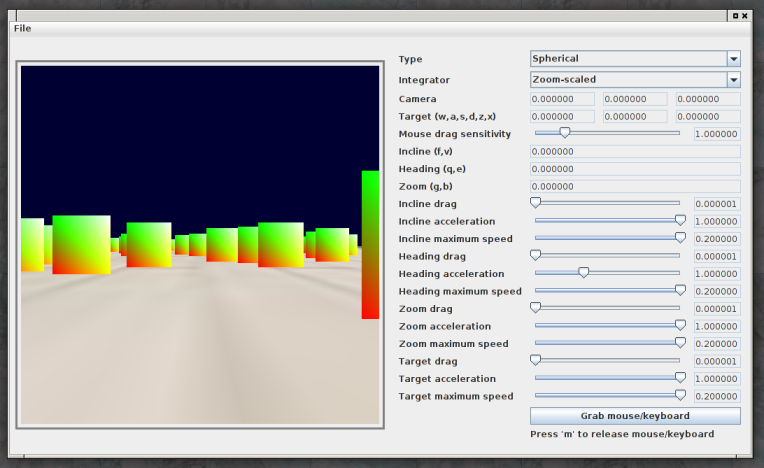 File
Type Spherical
Integrator Zoom-scaled
Camera 0.000000 0.000000 0.000000
Target (w,a,s,d,z,x) 0.000000 0.000000 0.000000
Mouse drag sensitivity 1.000000
Incline (f,v) 0.000000
Heading (q,e) 0.000000
Zoom (g,b) 0.000000
Incline drag 0.000001
Incline acceleration 1.000000
Incline maximum speed 0.200000
Heading drag 0.000001
Heading acceleration 1.000000
Heading maximum speed 0.200000
Zoom drag 0.000001
Zoom acceleration 1.000000
Zoom maximum speed 0.200000
Target drag 0.000001
Target acceleration 1.000000
Target maximum speed 0.200000
Grab mouse/keyboard
Press 'm' to release mouse/keyboard